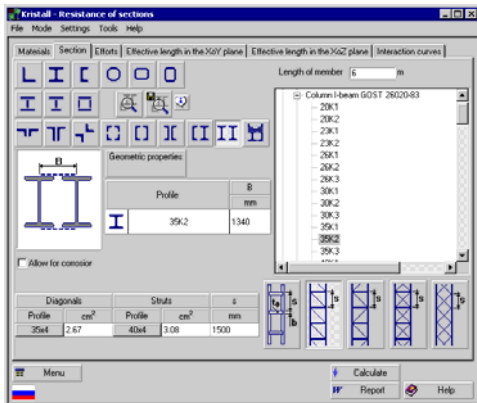 Kristall - Resistance of sections
File Mode Settings Tools Help
Materials Section Efforts Effective length in the XoY plane Effective length in the XoZ plane Interaction curves
Length of member 6 m
Column I-beam GOST 26020-83
20K1
20K2
23K1
23K2
26K1
26K2
26K3
30K1
30K2
30K3
35K1
35K2
35K3
B
Geometric properties
Profile B
mm
35K2 1340
Allow for corrosior
Diagonals Struts s
Profile cm² Profile cm² mm
35x4 2.67 40x4 3.08 1500
s
b
s
s
s
s
Menu
Calculate
Report
Help